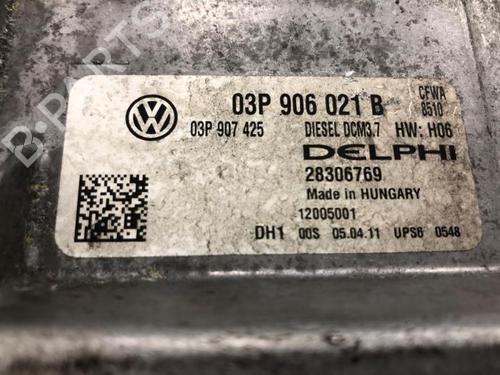 B-PARTS
03P 906 021 B
CFWA
8510
03P 907 425
DIESEL DCM3.7
HW: H06
DELPHI
28306769
Made in HUNGARY
12005001
DH1 00S 05.04.11 UPS6 0548